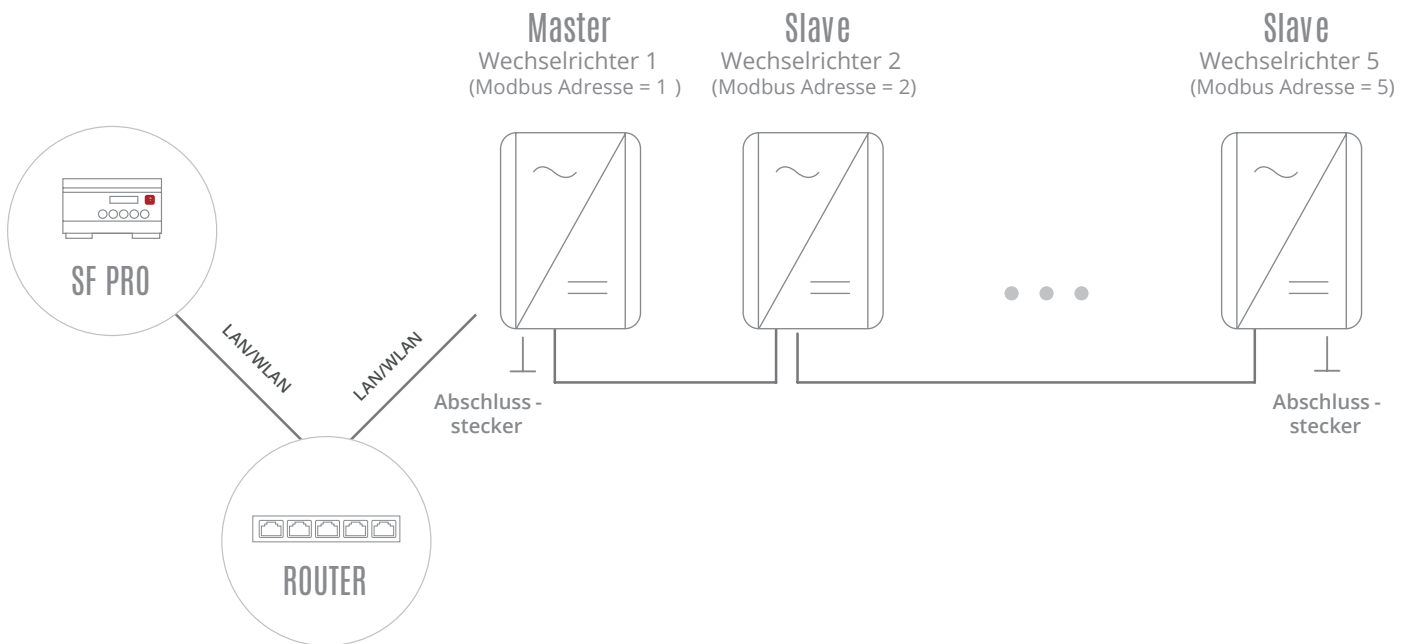 Master
Wechselrichter 1
(Modbus Adresse = 1 )
Slave
Wechselrichter 2
(Modbus Adresse = 2)
Slave
Wechselrichter 5
(Modbus Adresse = 5)
SF PRO
LAN/WLAN
LAN/WLAN
Abschluss -
stecker
Abschluss -
stecker
ROUTER